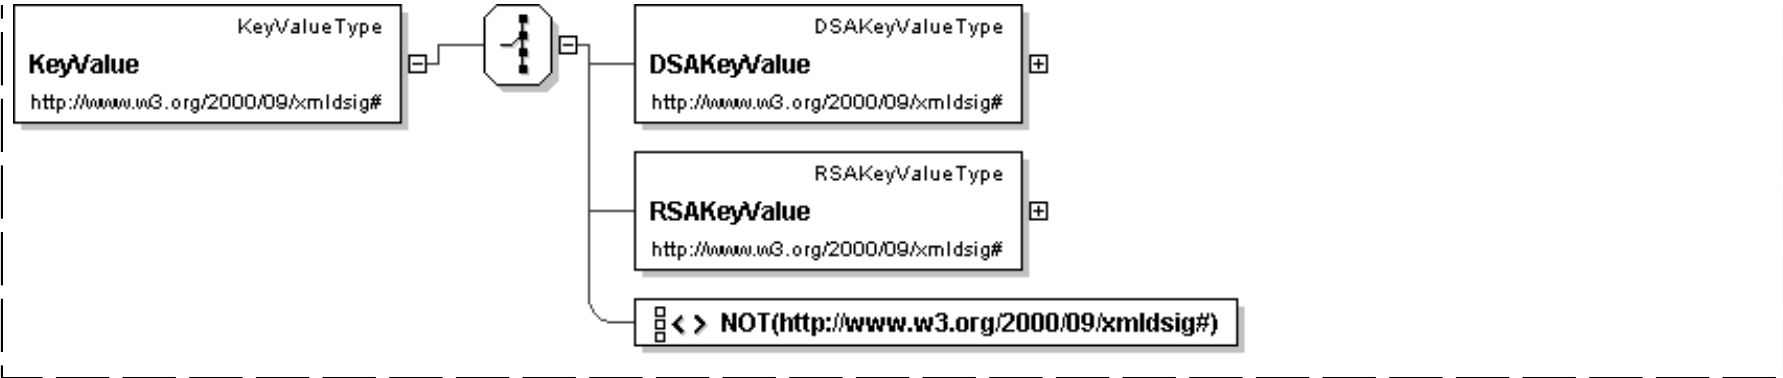 KeyValueType
KeyValue
http://www.w3.org/2000/09/xmldsig#
DSAKeyValueType
DSAKeyValue
http://www.w3.org/2000/09/xmldsig#
RSAKeyValueType
RSAKeyValue
http://www.w3.org/2000/09/xmldsig#
NOT(http://www.w3.org/2000/09/xmldsig#)